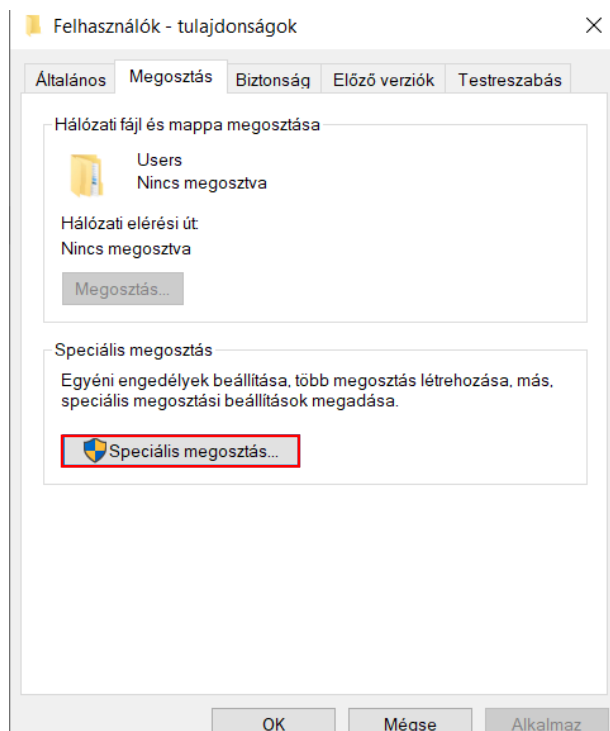 Felhasználók - tulajdonságok
Általános Megosztás Biztonság Előző verziók Testreszabás
Hálózati fájl és mappa megosztása
Users
Nincs megosztva
Hálózati elérési út:
Nincs megosztva
Megosztás...
Speciális megosztás
Egyéni engedélyek beállítása, több megosztás létrehozása, más,
speciális megosztási beállítások megadása.
Speciális megosztás...
OK Mégse Alkalmaz